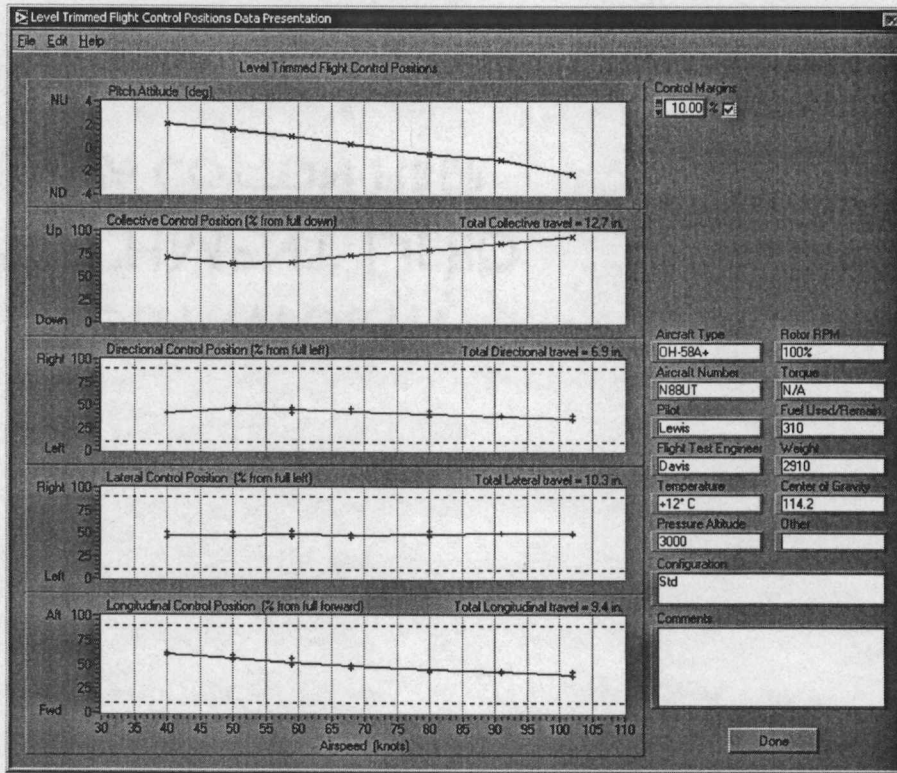 Level Trimmed Flight Control Positions Data Presentation
File Edit Help
Level Trimmed Flight Control Positions
Control Margins
10.00 %
NU
ND
Pitch Attitude (deg)
4
2
0
-2
-4
Up
Down
Collective Control Position (% from full down)
Total Collective travel = 12.7 in.
100
75
50
25
0
Right
Left
Directional Control Position (% from full left)
Total Directional travel = 6.9 in.
100
75
50
25
0
Right
Left
Lateral Control Position (% from full left)
Total Lateral travel = 10.3 in.
100
75
50
25
0
Aft
Fwd
Longitudinal Control Position (% from full forward)
Total Longitudinal travel = 9.4 in.
100
75
50
25
0
30 35 40 45 50 55 60 65 70 75 80 85 90 95 100 105 110
Airspeed (knots)
Aircraft Type
OH-58A+
Rotor RPM
100%
Aircraft Number
N88UT
Torque
N/A
Pilot
Lewis
Fuel Used/Remain
310
Flight Test Engineer
Davis
Weight
2910
Temperature
+12° C
Center of Gravity
114.2
Pressure Altitude
3000
Other
Configuration
Std
Comments
Done